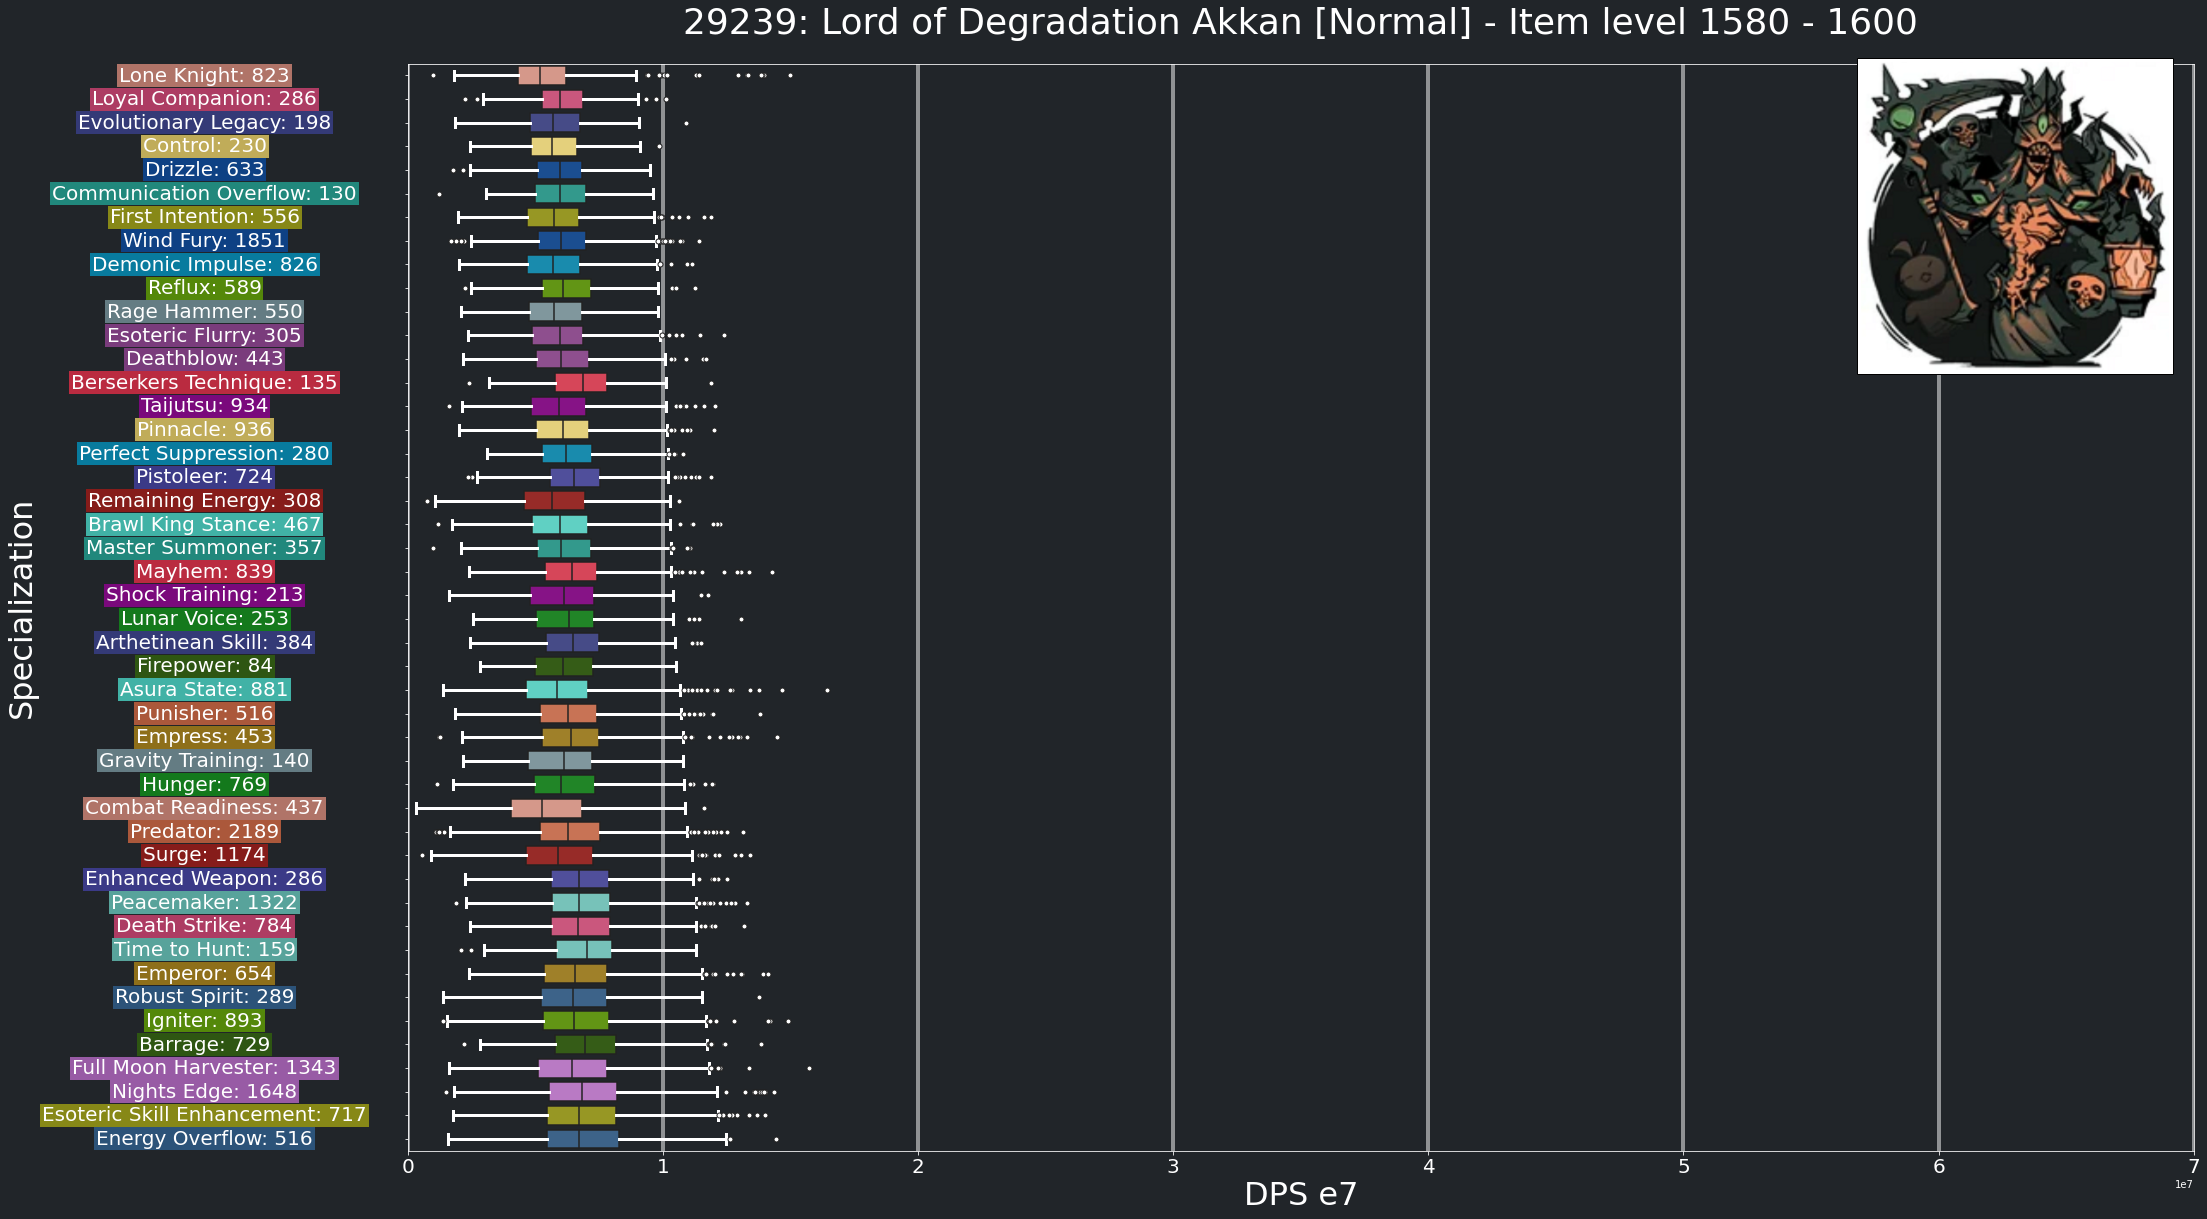 29239: Lord of Degradation Akkan [Normal] - Item level 1580 - 1600
Specialization
Lone Knight: 823
Loyal Companion: 286
Evolutionary Legacy: 198
Control: 230
Drizzle: 633
Communication Overflow: 130
First Intention: 556
Wind Fury: 1851
Demonic Impulse: 826
Reflux: 589
Rage Hammer: 550
Esoteric Flurry: 305
Deathblow: 443
Berserkers Technique: 135
Taijutsu: 934
Pinnacle: 936
Perfect Suppression: 280
Pistoleer: 724
Remaining Energy: 308
Brawl King Stance: 467
Master Summoner: 357
Mayhem: 839
Shock Training: 213
Lunar Voice: 253
Arthetinean Skill: 384
Firepower: 84
Asura State: 881
Punisher: 516
Empress: 453
Gravity Training: 140
Hunger: 769
Combat Readiness: 437
Predator: 2189
Surge: 1174
Enhanced Weapon: 286
Peacemaker: 1322
Death Strike: 784
Time to Hunt: 159
Emperor: 654
Robust Spirit: 289
Igniter: 893
Barrage: 729
Full Moon Harvester: 1343
Nights Edge: 1648
Esoteric Skill Enhancement: 717
Energy Overflow: 516
0 1 2 3 4 5 6 7
1e7
DPS e7